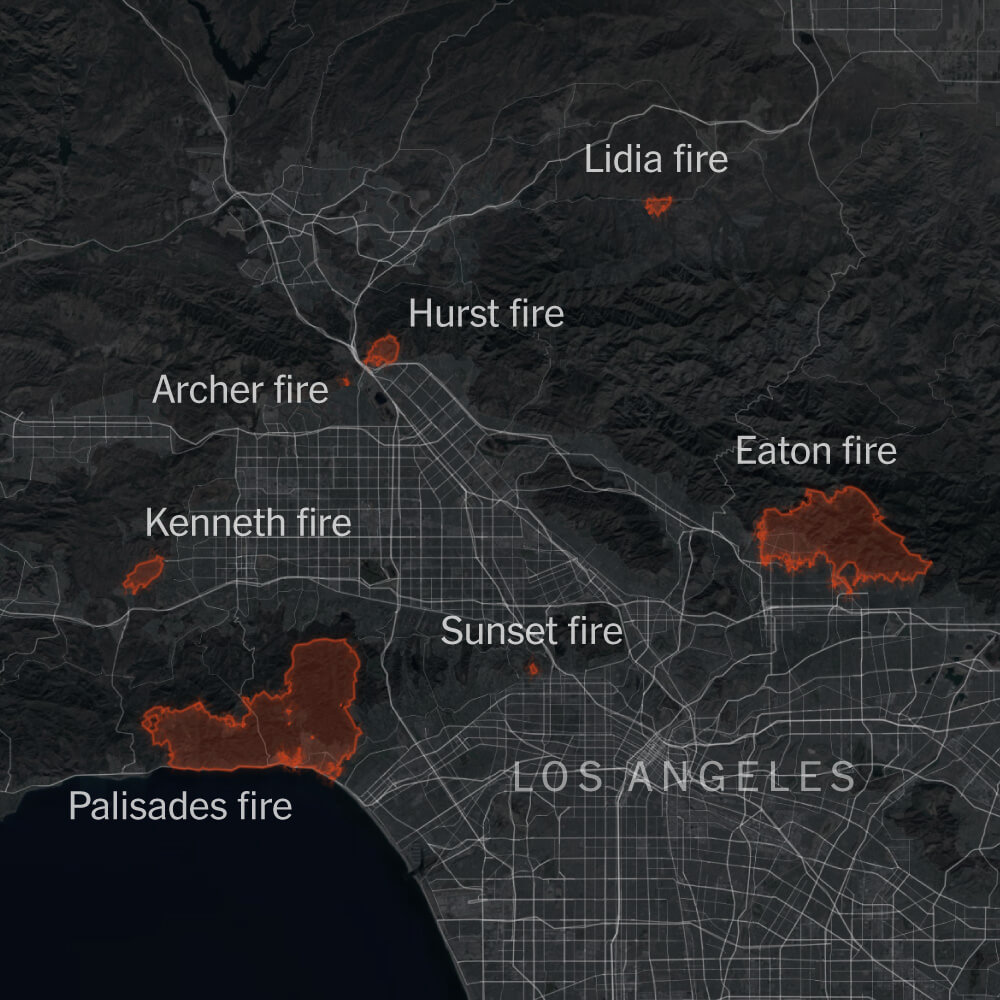 Lidia fire
Hurst fire
Archer fire
Eaton fire
Kenneth fire
Sunset fire
LOS ANGELES
Palisades fire